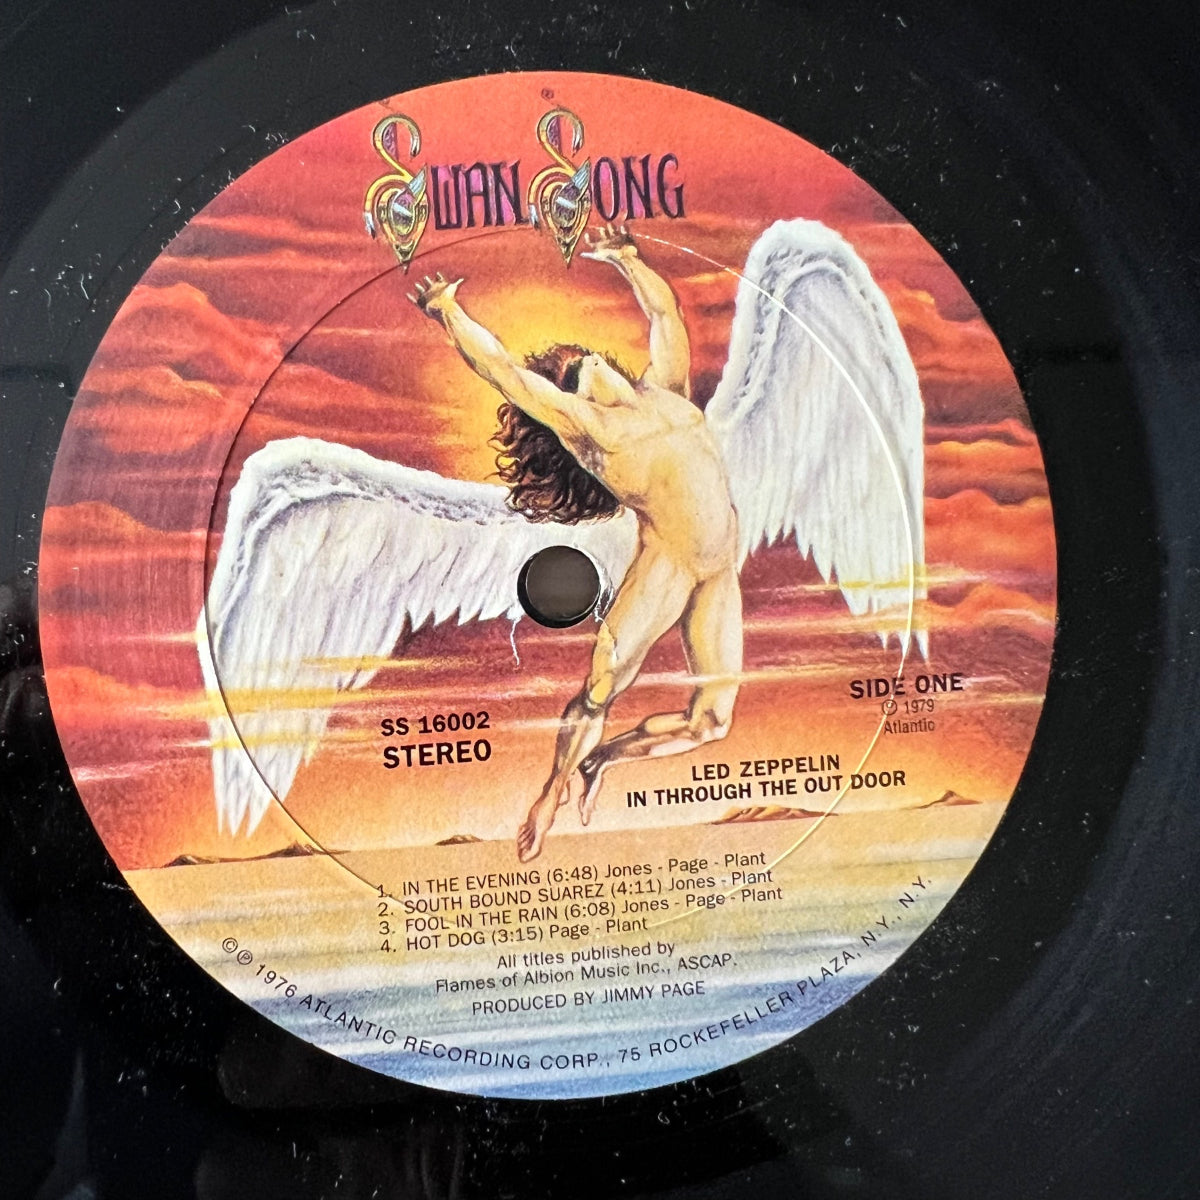 ®
SWAN SONG
SIDE ONE
℗ 1979
Atlantic
SS 16002
STEREO
LED ZEPPELIN
IN THROUGH THE OUT DOOR
1. IN THE EVENING (6:48) Jones - Page - Plant
2. SOUTH BOUND SUAREZ (4:11) Jones - Plant
3. FOOL IN THE RAIN (6:08) Jones - Page - Plant
4. HOT DOG (3:15) Page - Plant
All titles published by
Flames of Albion Music Inc., ASCAP.
PRODUCED BY JIMMY PAGE
©℗ 1976 ATLANTIC RECORDING CORP., 75 ROCKEFELLER PLAZA, N.Y., N.Y.